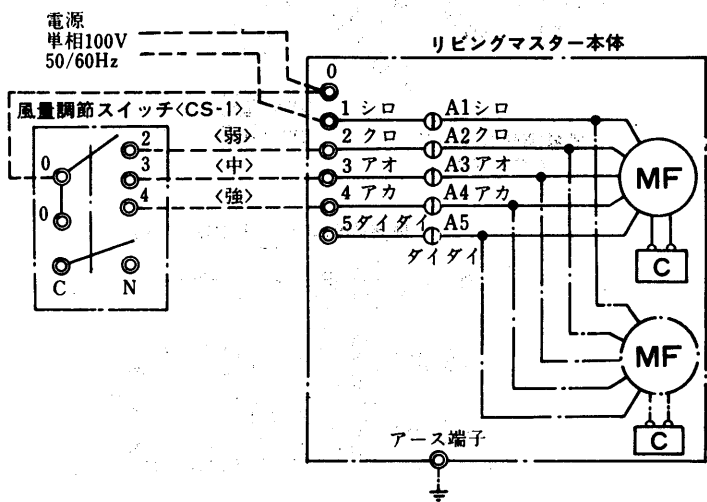 電源
単相100V
50/60Hz
リビングマスター本体
風量調節スイッチ<CS-1>
0
1 シロ
A1シロ
2
<弱>
2 クロ
A2クロ
0
3
<中>
3 アオ
A3アオ
MF
4
<強>
4 アカ
A4アカ
0
5ダイダイ
A5
ダイダイ
C
C
N
MF
C
アース端子